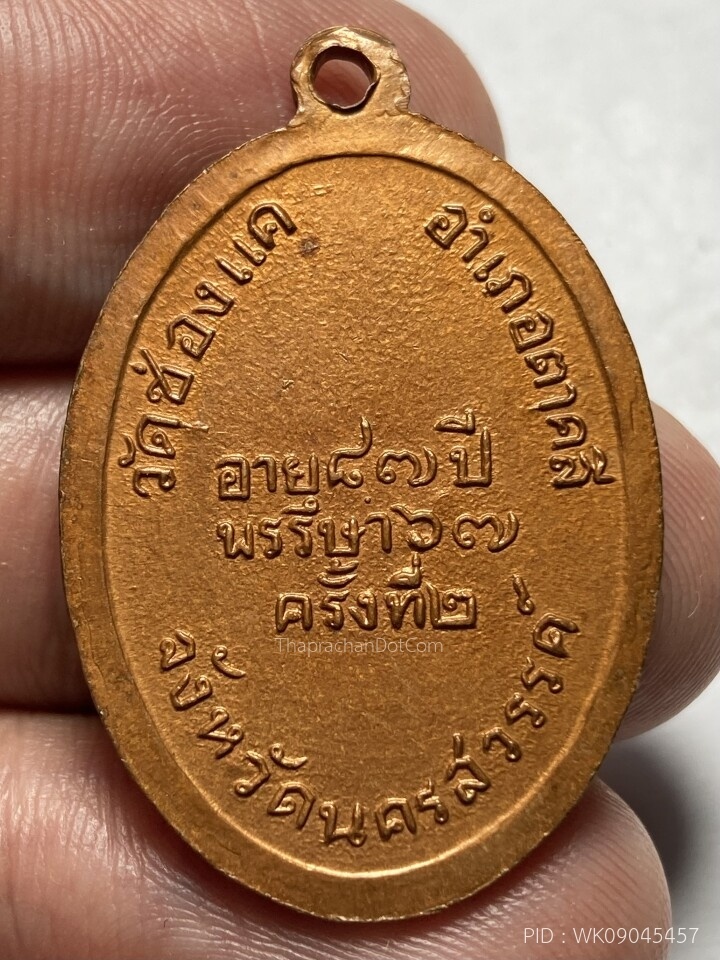 วัดช่องแค
อำเภอตาคลี
อายุ๘๗ปี
พรรึษา๖๗
ครั้งที่๒
ThaprachanDotCom
จังหวัดนครสวรรค์
PID : WK09045457